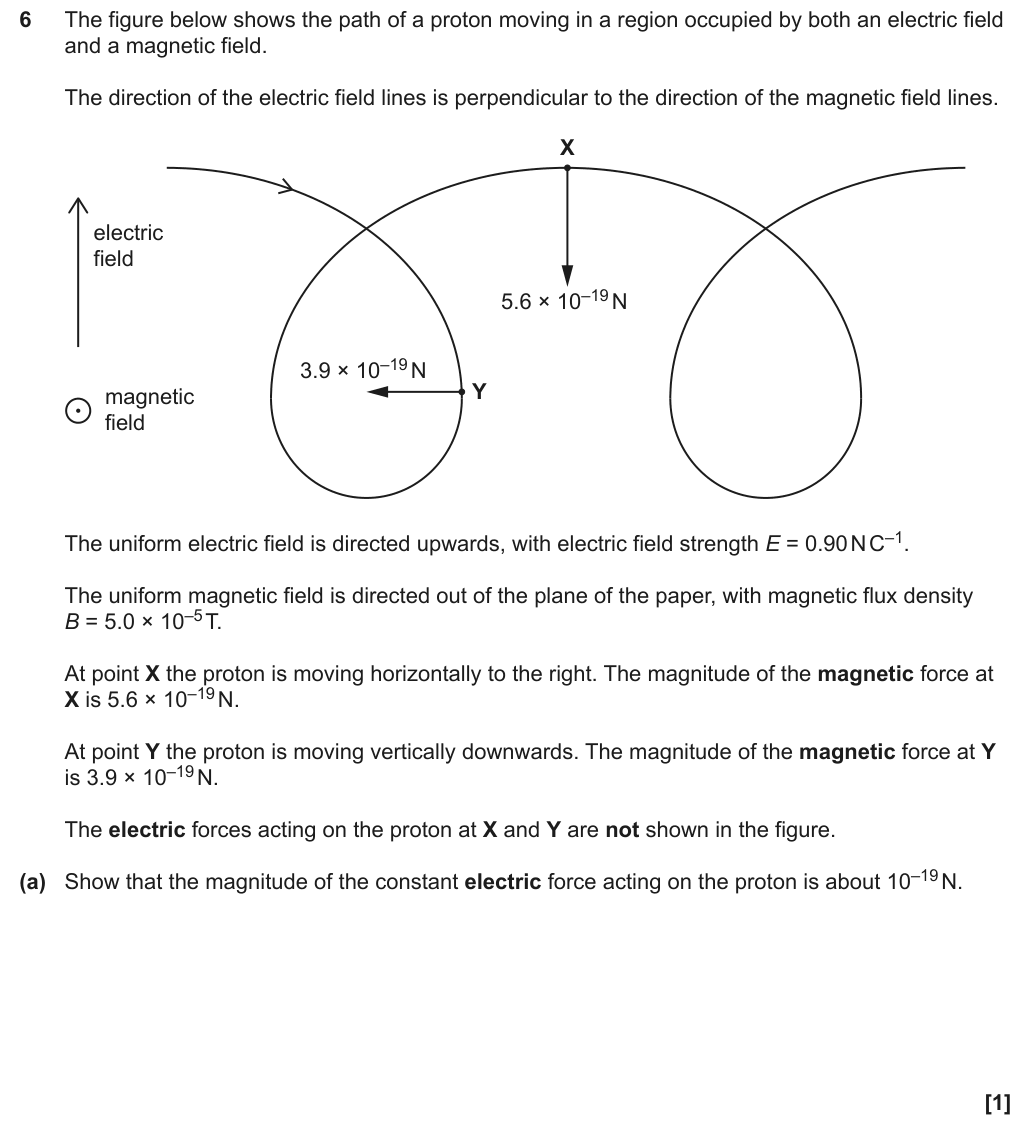 6 The figure below shows the path of a proton moving in a region occupied by both an electric field
and a magnetic field.
The direction of the electric field lines is perpendicular to the direction of the magnetic field lines.
X
electric
field
5.6 × 10⁻¹⁹ N
3.9 × 10⁻¹⁹ N
Y
magnetic
field
The uniform electric field is directed upwards, with electric field strength E = 0.90 N C⁻¹.
The uniform magnetic field is directed out of the plane of the paper, with magnetic flux density
B = 5.0 × 10⁻⁵ T.
At point X the proton is moving horizontally to the right. The magnitude of the magnetic force at
X is 5.6 × 10⁻¹⁹ N.
At point Y the proton is moving vertically downwards. The magnitude of the magnetic force at Y
is 3.9 × 10⁻¹⁹ N.
The electric forces acting on the proton at X and Y are not shown in the figure.
(a) Show that the magnitude of the constant electric force acting on the proton is about 10⁻¹⁹ N.
[1]